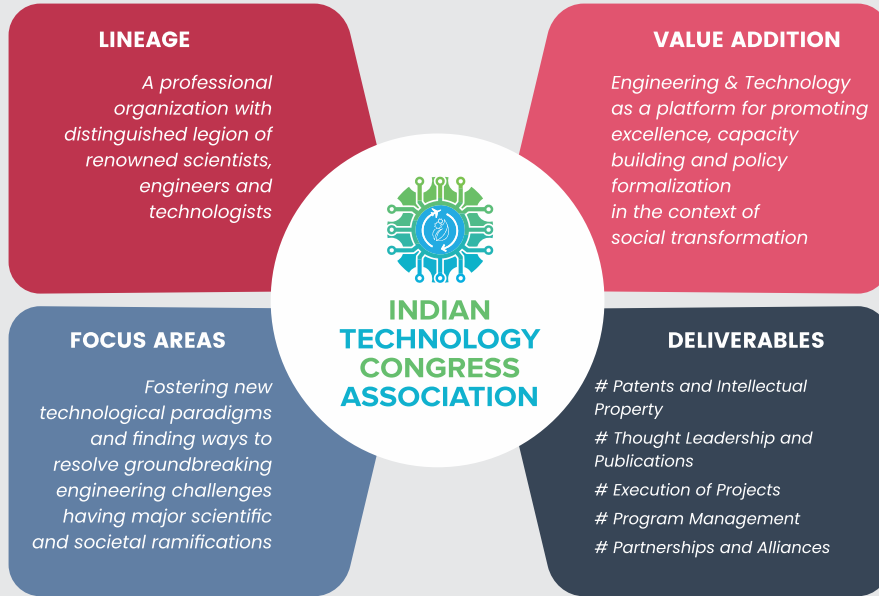 LINEAGE
A professional
organization with
distinguished legion of
renowned scientists,
engineers and
technologists
VALUE ADDITION
Engineering & Technology
as a platform for promoting
excellence, capacity
building and policy
formalization
in the context of
social transformation
INDIAN
TECHNOLOGY
CONGRESS
ASSOCIATION
FOCUS AREAS
Fostering new
technological paradigms
and finding ways to
resolve groundbreaking
engineering challenges
having major scientific
and societal ramifications
DELIVERABLES
# Patents and Intellectual
Property
# Thought Leadership and
Publications
# Execution of Projects
# Program Management
# Partnerships and Alliances